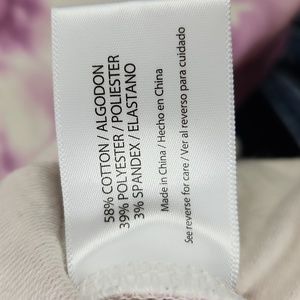 58% COTTON / ALGODON
39% POLYESTER / POLIESTER
3% SPANDEX / ELASTANO
Made in China / Hecho en China
See reverse for care / Ver al reverso para cuidado